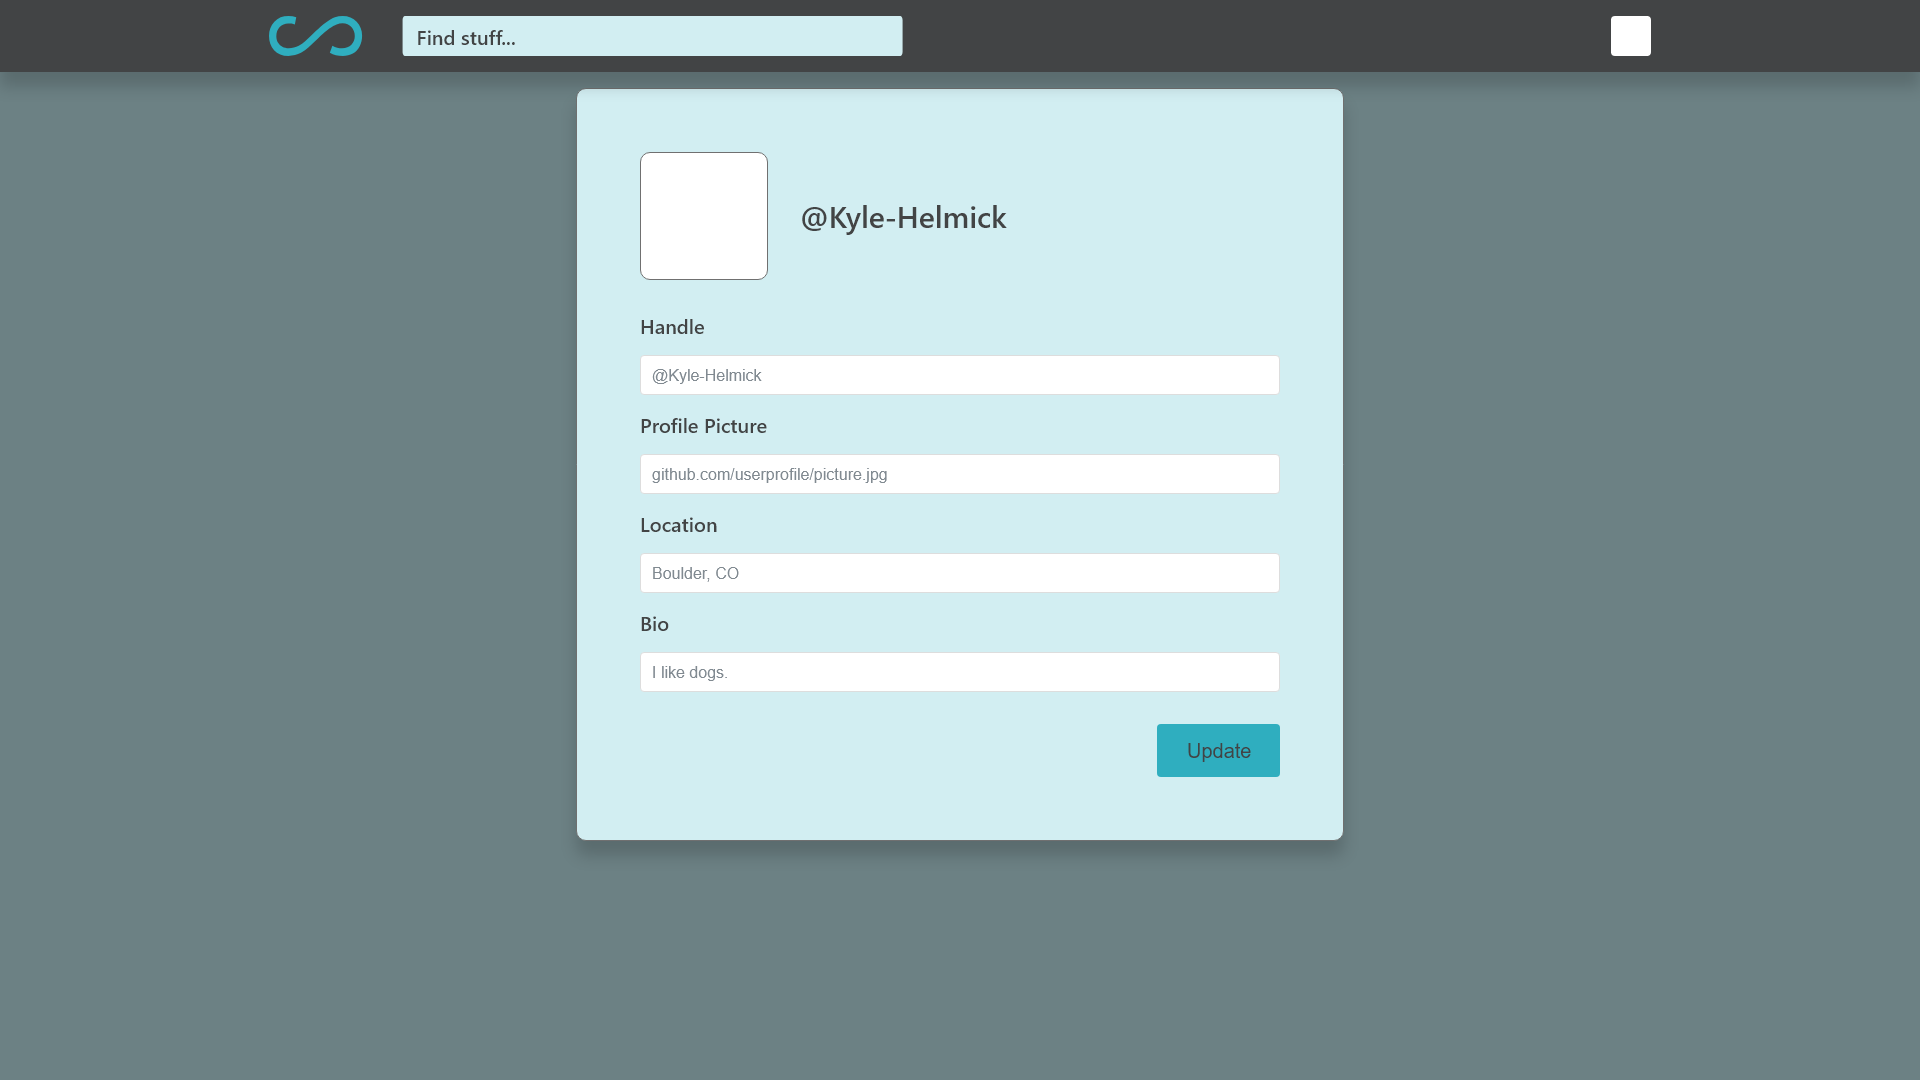 Find stuff...
@Kyle-Helmick
Handle
@Kyle-Helmick
Profile Picture
github.com/userprofile/picture.jpg
Location
Boulder, CO
Bio
I like dogs.
Update